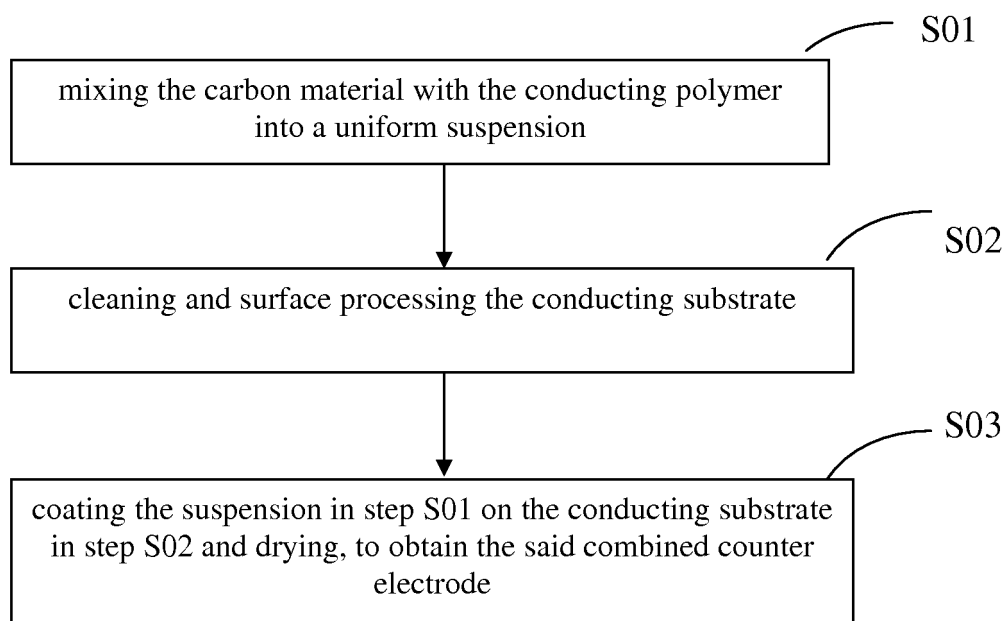 S01
mixing the carbon material with the conducting polymer
into a uniform suspension
S02
cleaning and surface processing the conducting substrate
S03
coating the suspension in step S01 on the conducting substrate
in step S02 and drying, to obtain the said combined counter
electrode